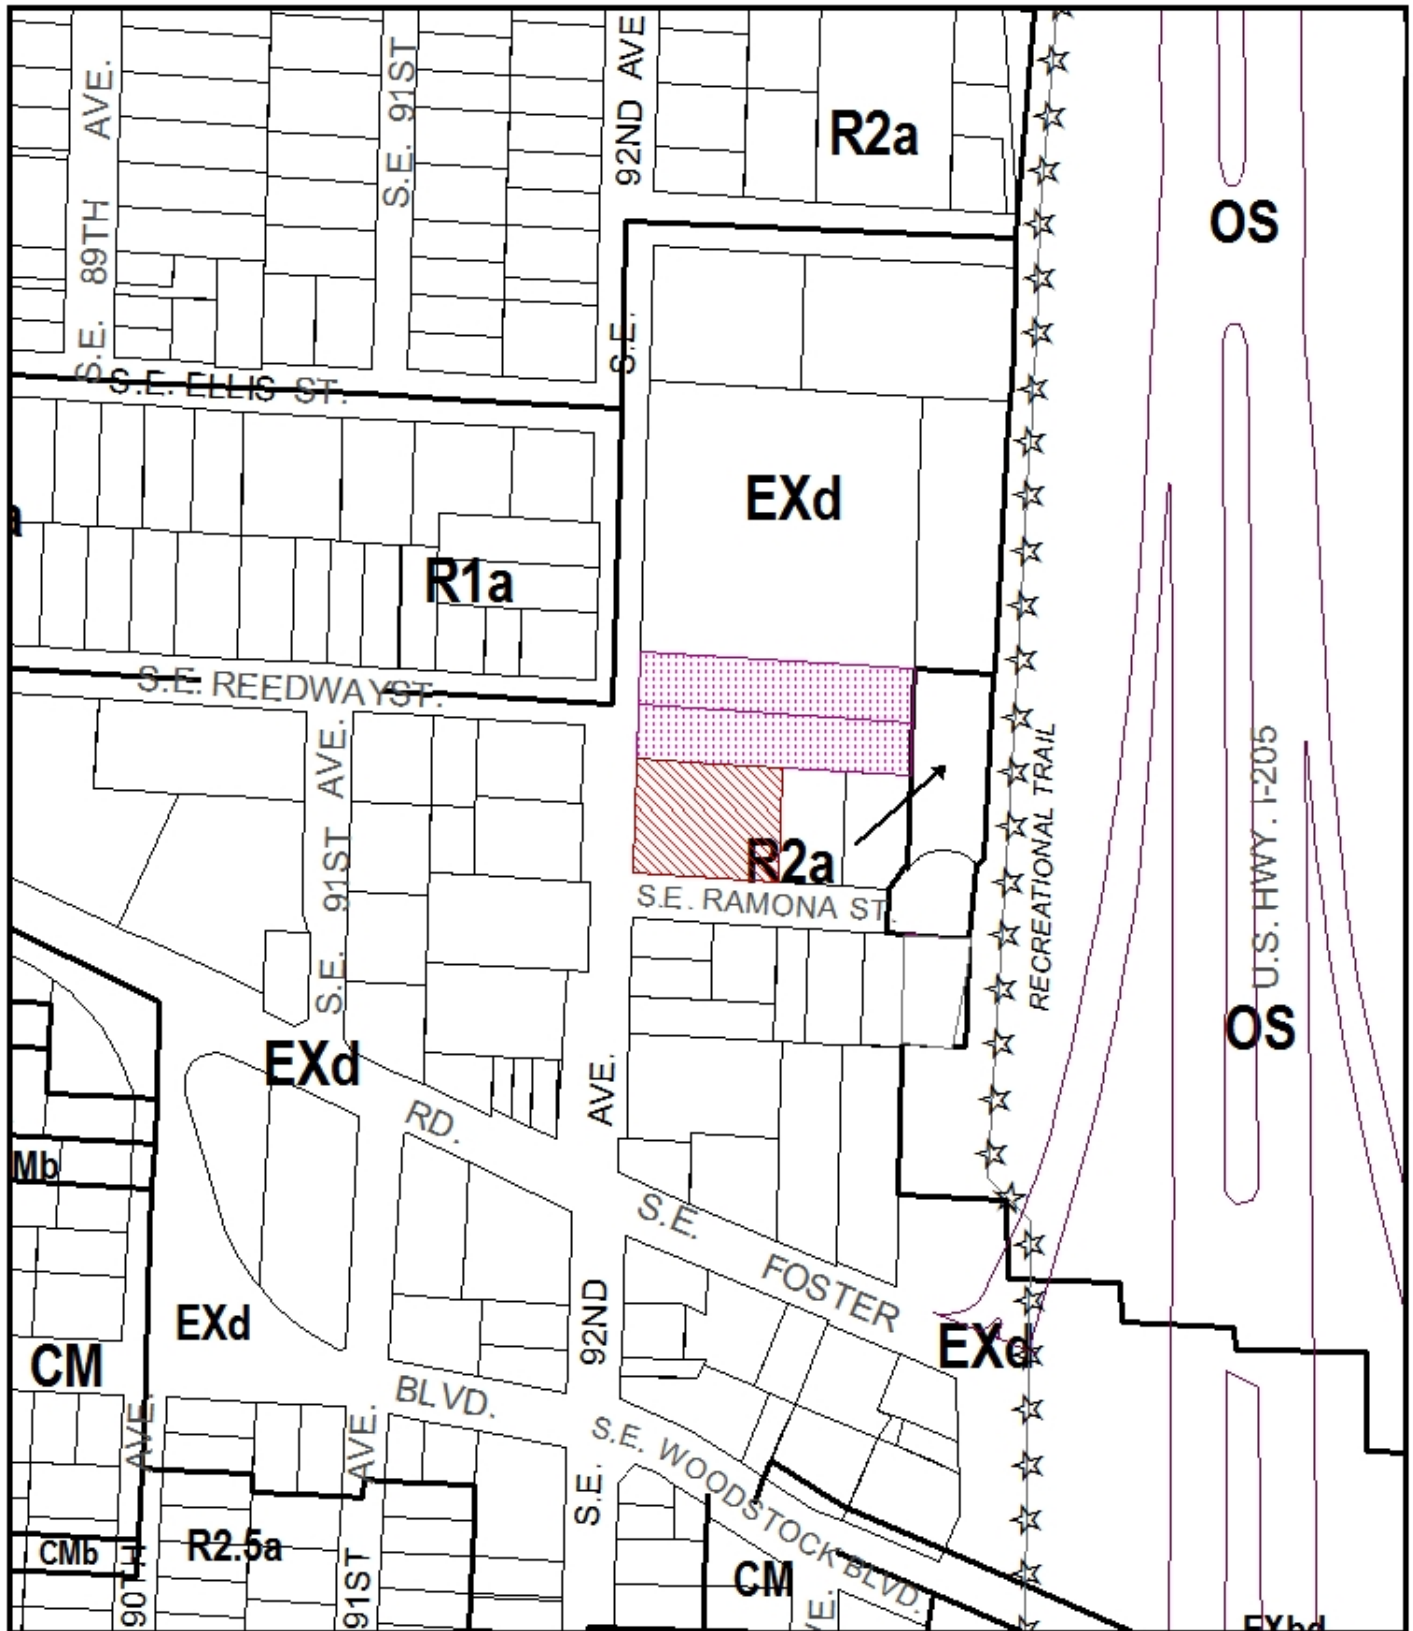 S.E. 89TH AVE.
S.E. 91ST
S.E. 92ND AVE
R2a
OS
S.E. ELLIS ST.
EXd
a
R1a
S.E. REEDWAY ST.
S.E. 91ST AVE.
R2a
S.E. RAMONA ST.
RECREATIONAL TRAIL
U.S. HWY. I-205
OS
EXd
RD.
AVE.
Mb
S.E. FOSTER
92ND
S.E.
EXd
EXd
CM
BLVD.
S.E. WOODSTOCK BLVD.
AVE.
90TH
AVE.
91ST
CMb
R2.5a
CM
VE.
EXbd